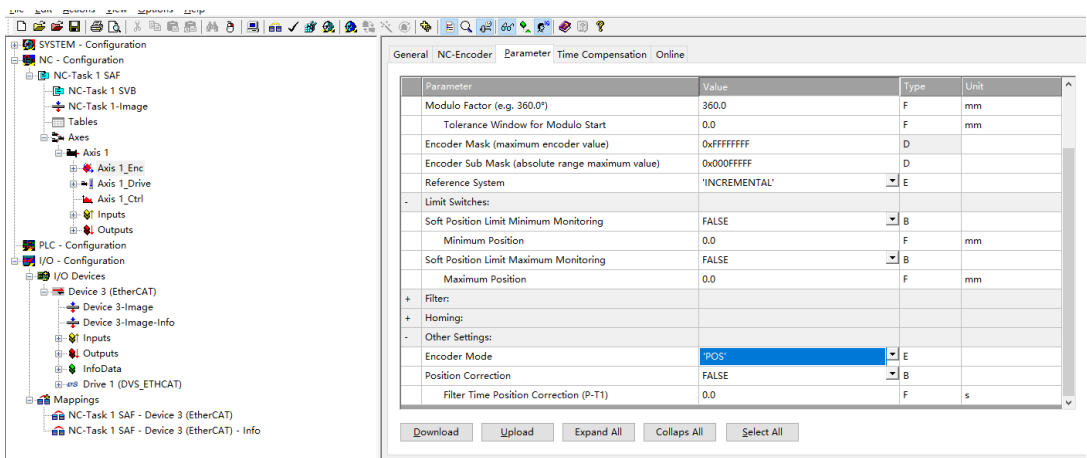 File Edit Actions View Options Help
SYSTEM - Configuration
NC - Configuration
NC-Task 1 SAF
NC-Task 1 SVB
NC-Task 1-Image
Tables
Axes
Axis 1
Axis 1_Enc
Axis 1_Drive
Axis 1_Ctrl
Inputs
Outputs
PLC - Configuration
I/O - Configuration
I/O Devices
Device 3 (EtherCAT)
Device 3-Image
Device 3-Image-Info
Inputs
Outputs
InfoData
Drive 1 (DVS_ETHCAT)
Mappings
NC-Task 1 SAF - Device 3 (EtherCAT)
NC-Task 1 SAF - Device 3 (EtherCAT) - Info
General NC-Encoder Parameter Time Compensation Online
Parameter Value Type Unit
Modulo Factor (e.g. 360.0°) 360.0 F mm
Tolerance Window for Modulo Start 0.0 F mm
Encoder Mask (maximum encoder value) 0xFFFFFFFF D
Encoder Sub Mask (absolute range maximum value) 0x000FFFFF D
Reference System 'INCREMENTAL' E
- Limit Switches:
Soft Position Limit Minimum Monitoring FALSE B
Minimum Position 0.0 F mm
Soft Position Limit Maximum Monitoring FALSE B
Maximum Position 0.0 F mm
+ Filter:
+ Homing:
- Other Settings:
Encoder Mode 'POS' E
Position Correction FALSE B
Filter Time Position Correction (P-T1) 0.0 F s
Download Upload Expand All Collaps All Select All